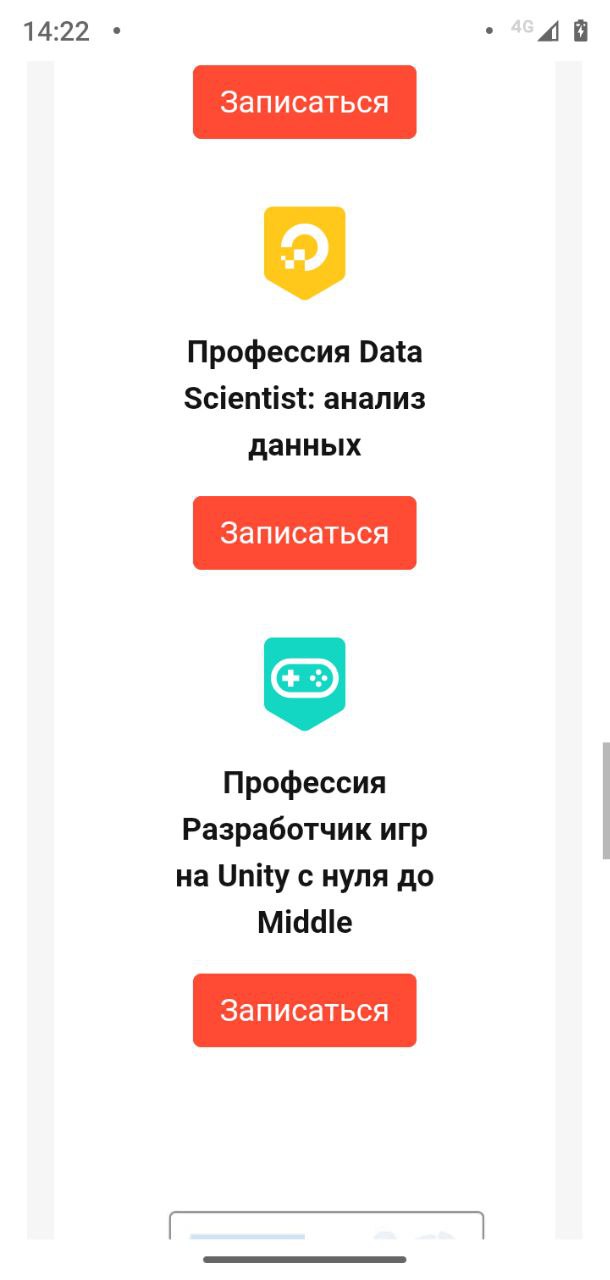 14:22
4G
Записаться
Профессия Data
Scientist: анализ
данных
Записаться
Профессия
Разработчик игр
на Unity с нуля до
Middle
Записаться